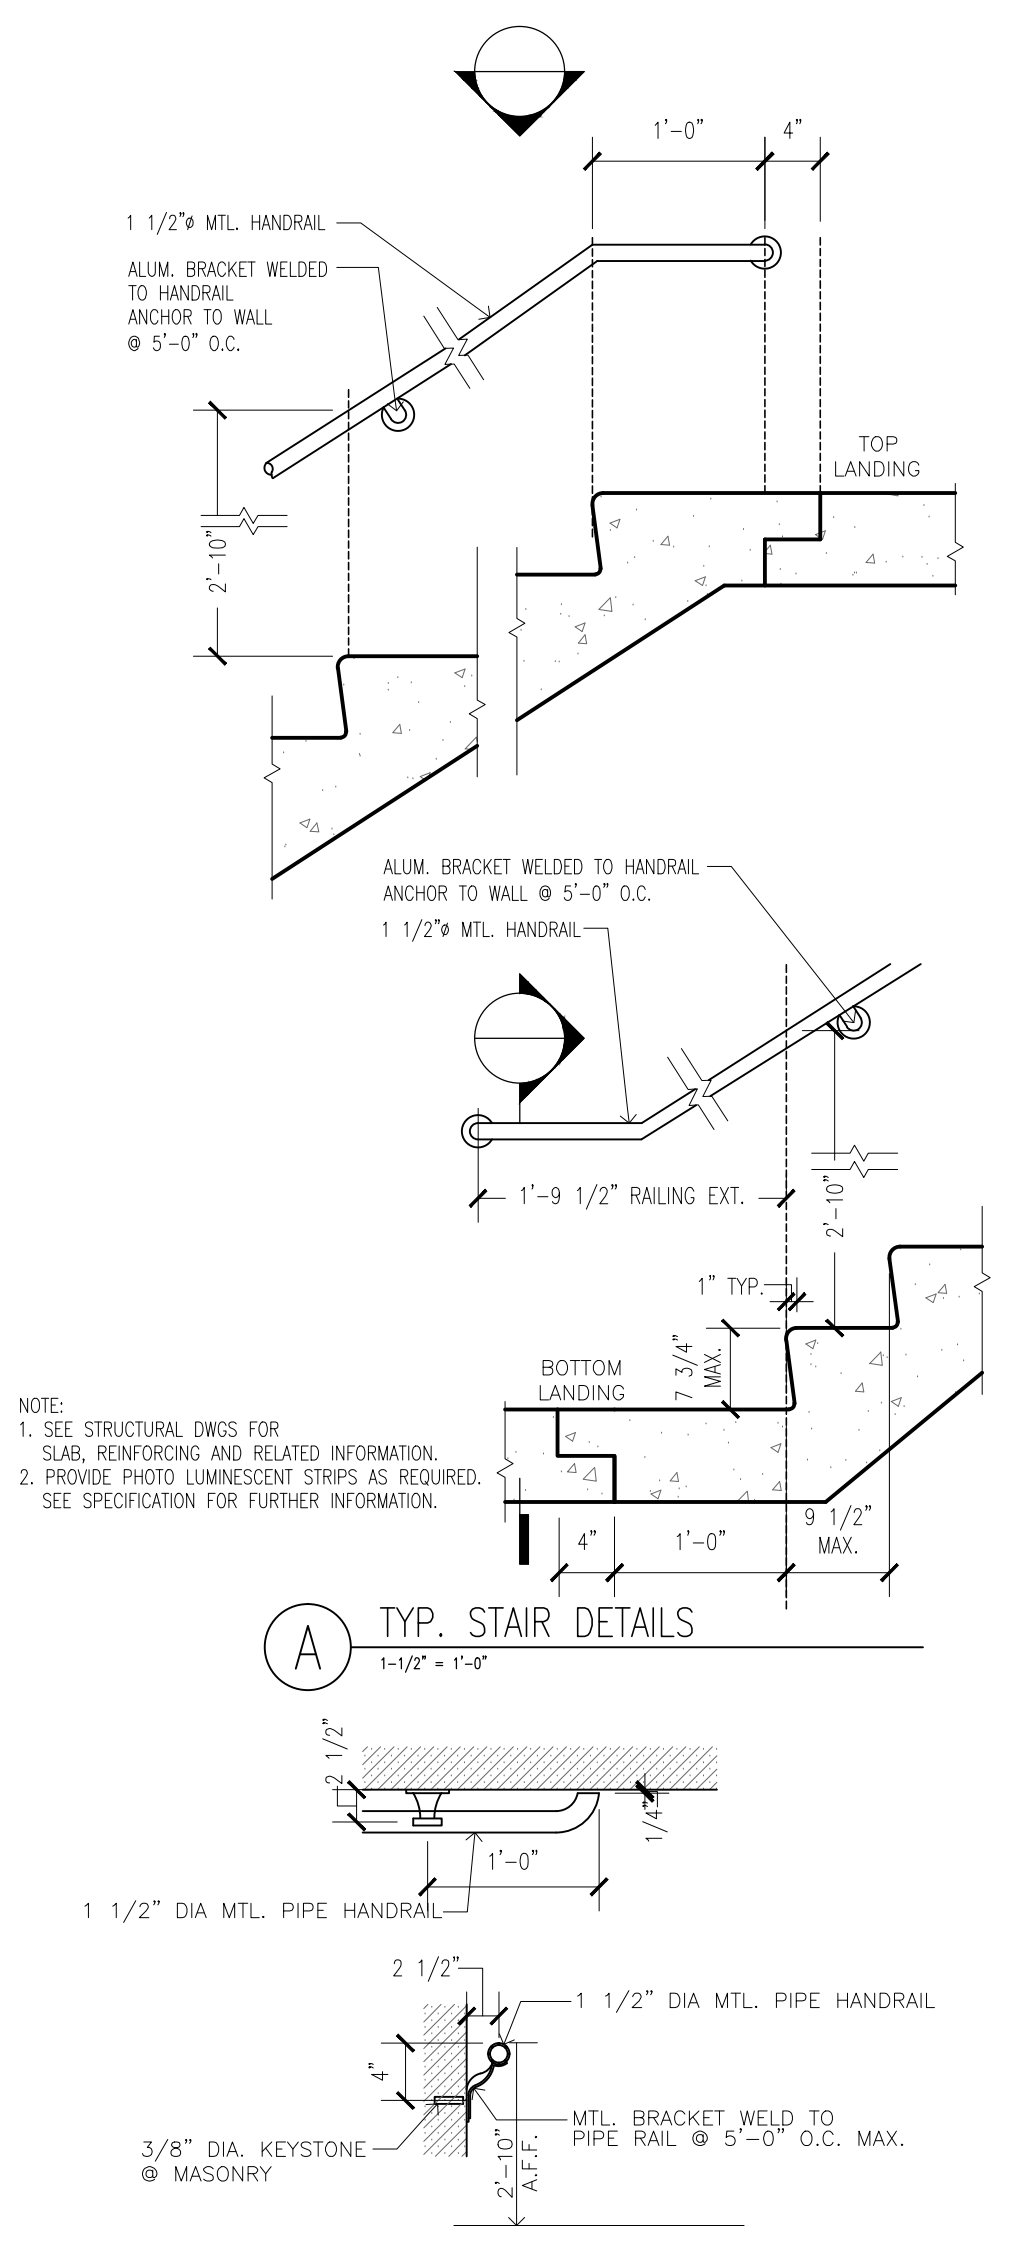 1'-0"
4"
1 1/2"ø MTL. HANDRAIL
ALUM. BRACKET WELDED
TO HANDRAIL
ANCHOR TO WALL
@ 5'-0" O.C.
TOP
LANDING
2'-10"
ALUM. BRACKET WELDED TO HANDRAIL
ANCHOR TO WALL @ 5'-0" O.C.
1 1/2"ø MTL. HANDRAIL
1'-9 1/2" RAILING EXT.
2'-10"
1" TYP.
7 3/4"
MAX.
BOTTOM
LANDING
NOTE:
1. SEE STRUCTURAL DWGS FOR
SLAB, REINFORCING AND RELATED INFORMATION.
2. PROVIDE PHOTO LUMINESCENT STRIPS AS REQUIRED.
SEE SPECIFICATION FOR FURTHER INFORMATION.
4"
1'-0"
9 1/2"
MAX.
A
TYP. STAIR DETAILS
1-1/2" = 1'-0"
2 1/2"
1/4"
1'-0"
1 1/2" DIA MTL. PIPE HANDRAIL
2 1/2"
1 1/2" DIA MTL. PIPE HANDRAIL
4"
MTL. BRACKET WELD TO
PIPE RAIL @ 5'-0" O.C. MAX.
3/8" DIA. KEYSTONE
@ MASONRY
2'-10"
A.F.F.